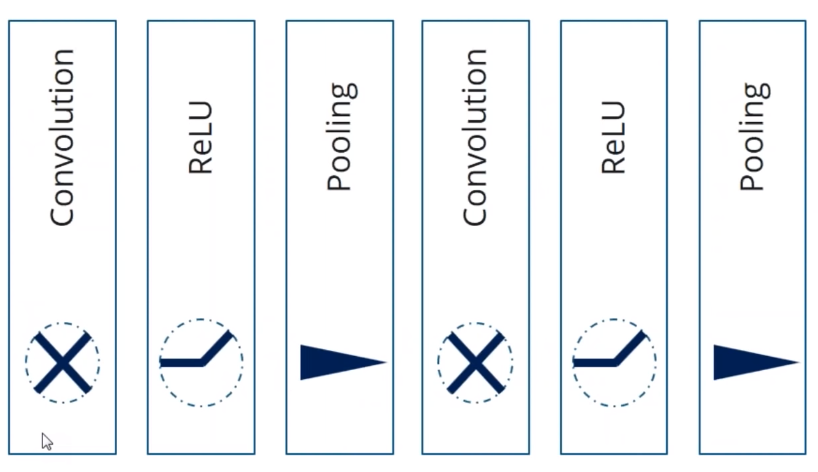 Convolution
ReLU
Pooling
Convolution
ReLU
Pooling